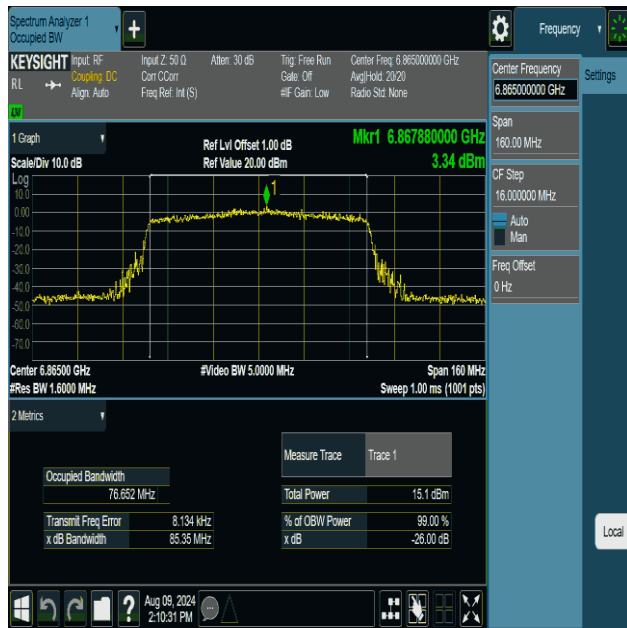 Spectrum Analyzer 1
Occupied BW
Frequency
KEYSIGHT
RL
Input: RF
Coupling: DC
Align: Auto
Input Z: 50 Ω
Corr CCorr
Freq Ref: Int (S)
Atten: 30 dB
Trig: Free Run
Gate: Off
#IF Gain: Low
Center Freq: 6.865000000 GHz
Avg|Hold: 20/20
Radio Std: None
Center Frequency
6.865000000 GHz
Settings
Span
160.00 MHz
CF Step
16.000000 MHz
Auto
Man
Freq Offset
0 Hz
Local
1 Graph
Scale/Div 10.0 dB
Ref Lvl Offset 1.00 dB
Ref Value 20.00 dBm
Mkr1 6.867880000 GHz
3.34 dBm
Log
10.0
0.00
-10.0
-20.0
-30.0
-40.0
-50.0
-60.0
-70.0
1
Center 6.86500 GHz
#Res BW 1.6000 MHz
#Video BW 5.0000 MHz
Span 160 MHz
Sweep 1.00 ms (1001 pts)
2 Metrics
Measure Trace Trace 1
Occupied Bandwidth
76.652 MHz
Total Power 15.1 dBm
Transmit Freq Error 8.134 kHz
% of OBW Power 99.00 %
x dB Bandwidth 85.35 MHz
x dB -26.00 dB
Aug 09, 2024
2:10:31 PM